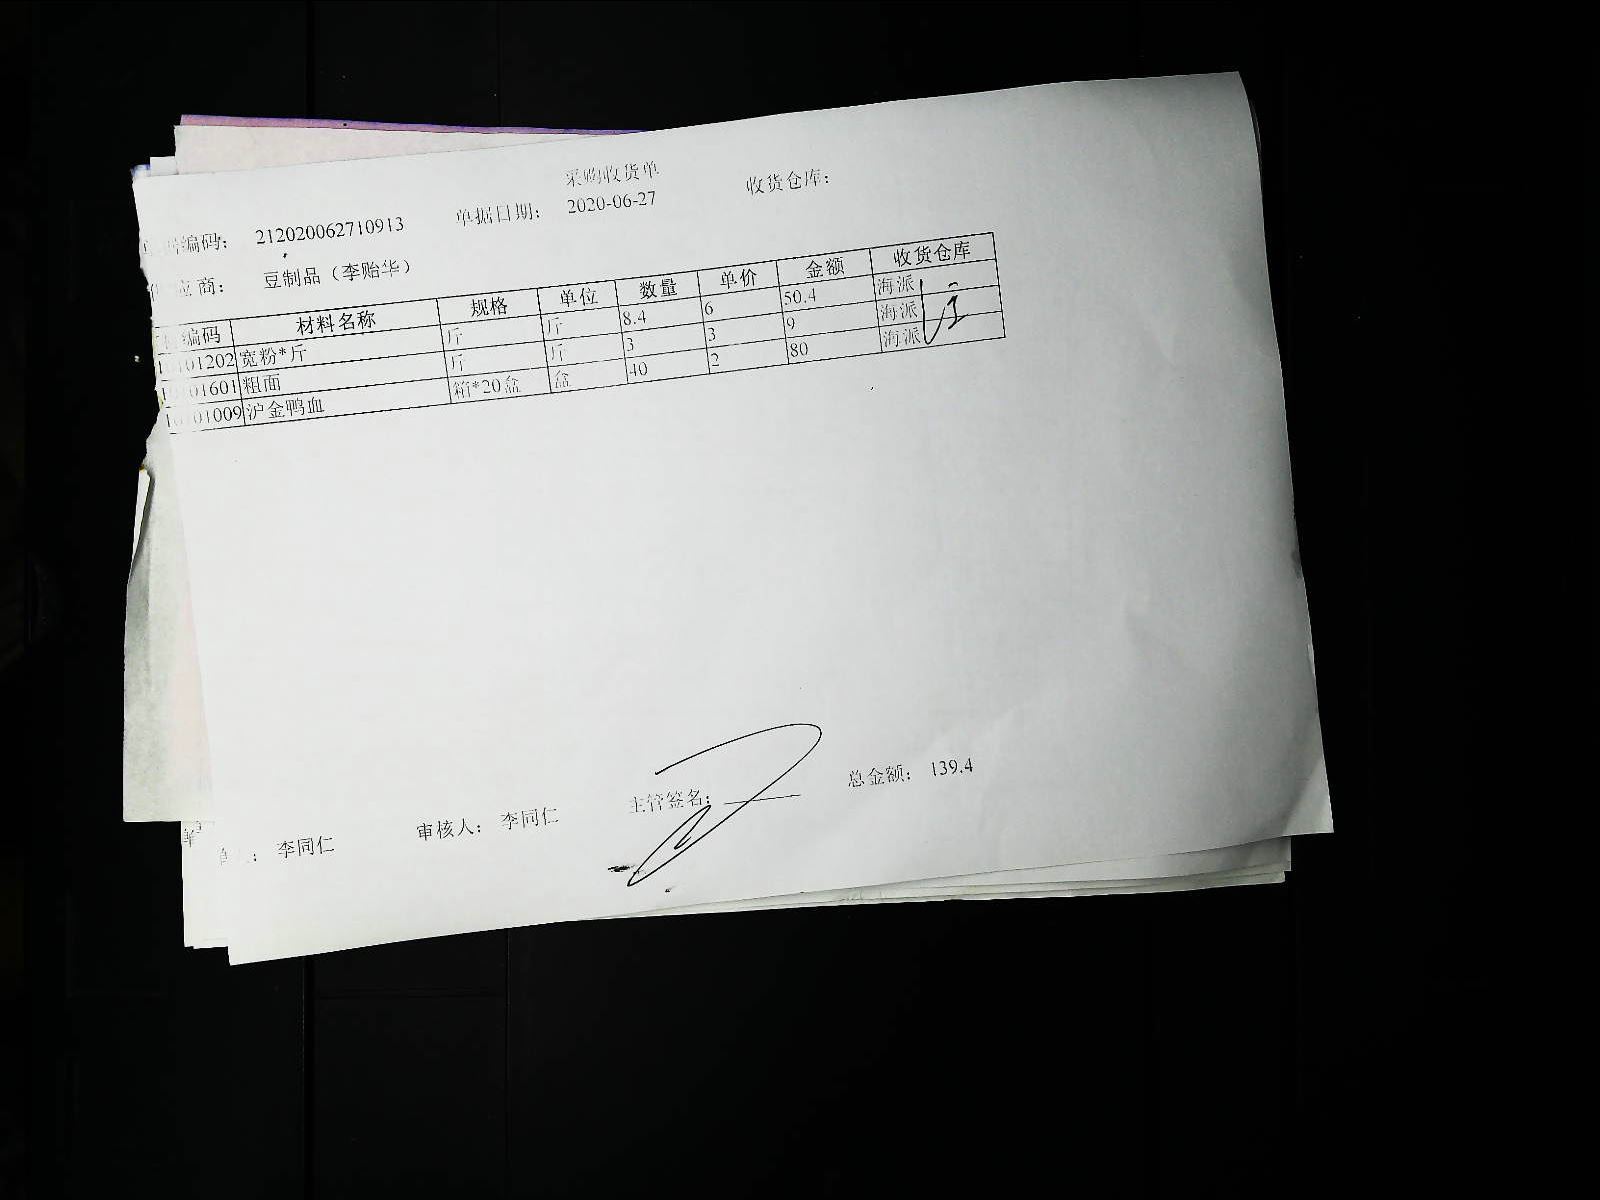 采购收货单
编码： 212020062710913 单据日期： 2020-06-27 收货仓库：
应商： 豆制品（李贻华）
编码 材料名称 规格 单位 数量 单价 金额 收货仓库
01202 宽粉*斤 斤 斤 8.4 6 50.4 海派
01601 粗面 斤 斤 3 3 9 海派
01009 沪金鸭血 箱*20盒 盒 40 2 80 海派
李同仁 审核人： 李同仁 主管签名： 总金额： 139.4